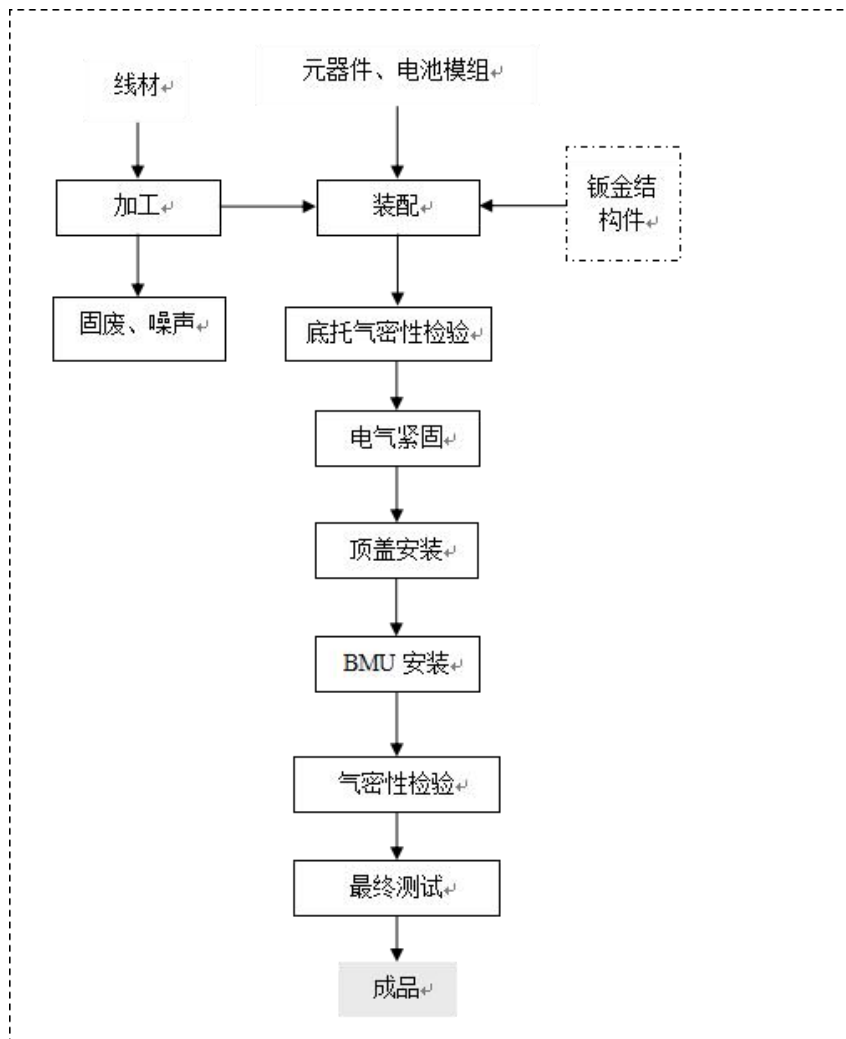 线材
元器件、电池模组
加工
装配
钣金结
构件
固废、噪声
底托气密性检验
电气紧固
顶盖安装
BMU 安装
气密性检验
最终测试
成品